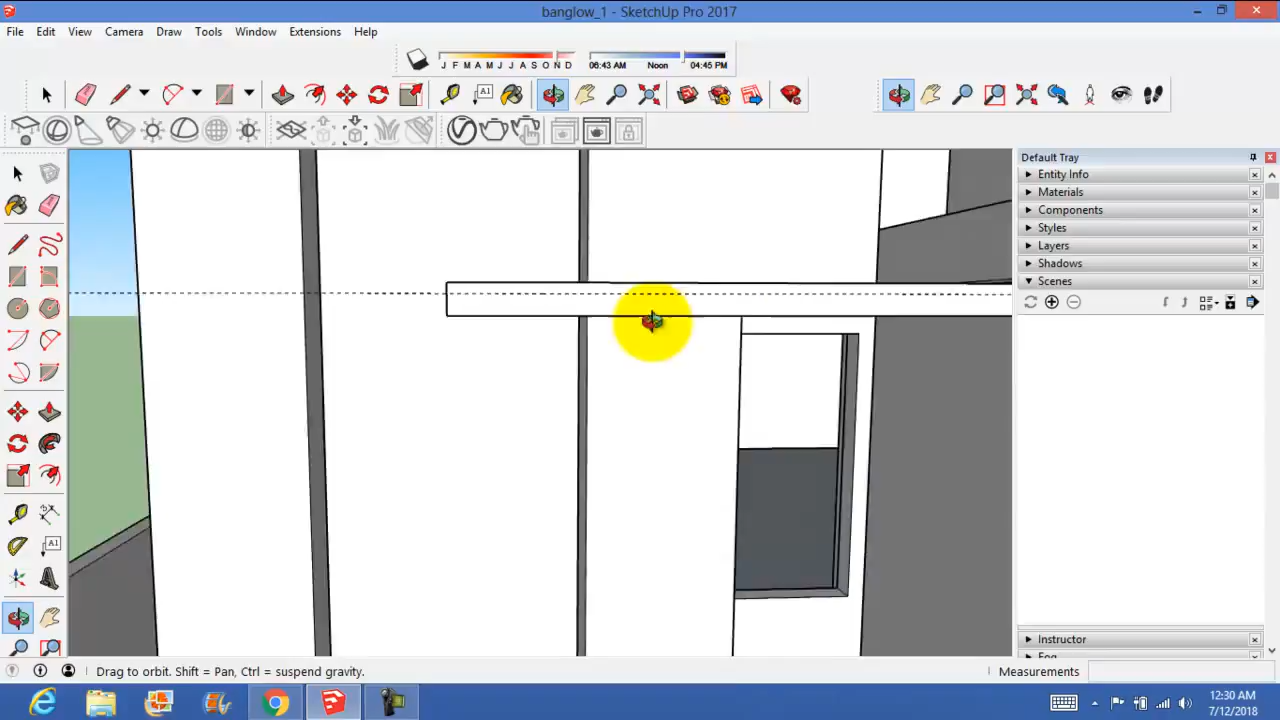 banglow_1 - SketchUp Pro 2017
File Edit View Camera Draw Tools Window Extensions Help
J F M A M J J A S O N D 06:43 AM Noon 04:45 PM
A1
Default Tray
Entity Info
Materials
Components
Styles
Layers
Shadows
Scenes
A1
Instructor
Drag to orbit. Shift = Pan, Ctrl = suspend gravity. Measurements
12:30 AM
7/12/2018